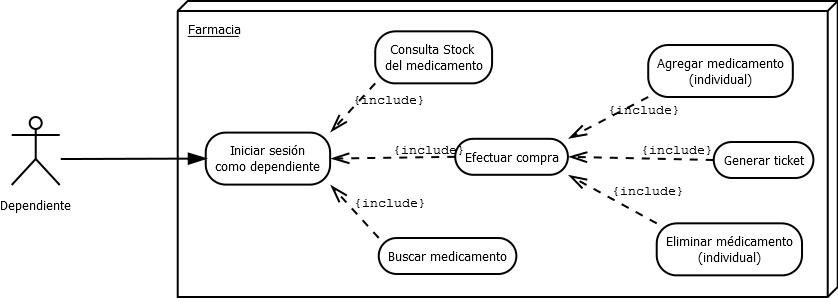 Farmacia
Consulta Stock
del medicamento
Agregar medicamento
(individual)
{include}
{include}
Iniciar sesión
como dependiente
{include}
Efectuar compra
{include}
Generar ticket
Dependiente
{include}
{include}
Buscar medicamento
Eliminar médicamento
(individual)